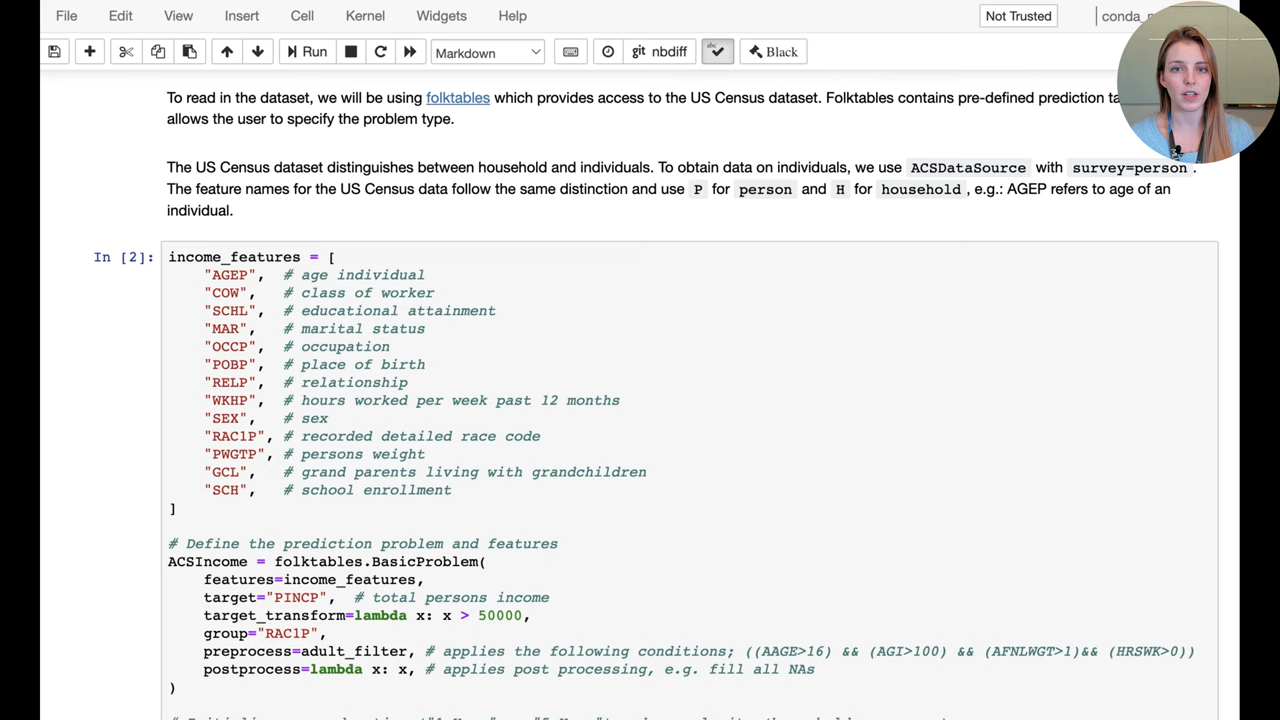 File Edit View Insert Cell Kernel Widgets Help Not Trusted conda_
Run Markdown git nbdiff abc Black
To read in the dataset, we will be using folktables which provides access to the US Census dataset. Folktables contains pre-defined prediction
allows the user to specify the problem type.
The US Census dataset distinguishes between household and individuals. To obtain data on individuals, we use ACSDataSource with survey=person.
The feature names for the US Census data follow the same distinction and use P for person and H for household, e.g.: AGEP refers to age of an
individual.
In [2]: income_features = [
"AGEP", # age individual
"COW", # class of worker
"SCHL", # educational attainment
"MAR", # marital status
"OCCP", # occupation
"POBP", # place of birth
"RELP", # relationship
"WKHP", # hours worked per week past 12 months
"SEX", # sex
"RAC1P", # recorded detailed race code
"PWGTP", # persons weight
"GCL", # grand parents living with grandchildren
"SCH", # school enrollment
]
# Define the prediction problem and features
ACSIncome = folktables.BasicProblem(
features=income_features,
target="PINCP", # total persons income
target_transform=lambda x: x > 50000,
group="RAC1P",
preprocess=adult_filter, # applies the following conditions; ((AAGE>16) && (AGI>100) && (AFNLWGT>1)&& (HRSWK>0))
postprocess=lambda x: x, # applies post processing, e.g. fill all NAs
)